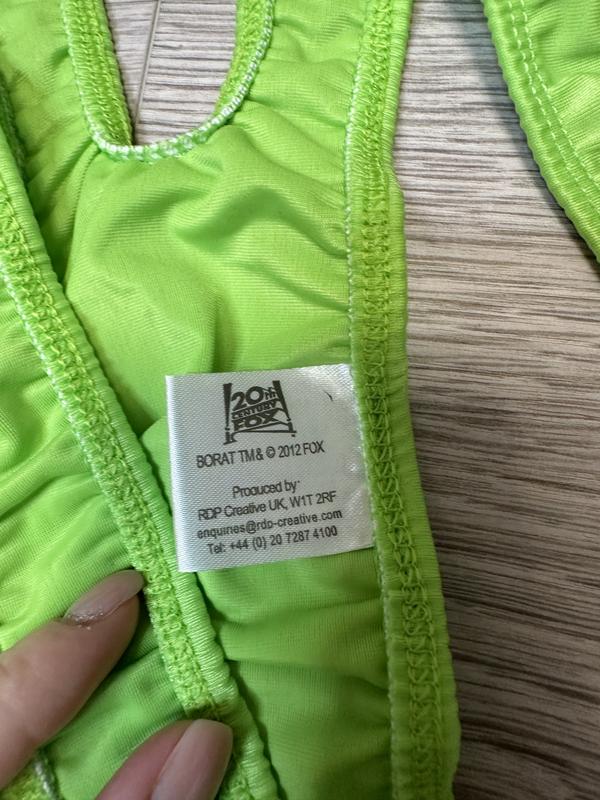 20TH
CENTURY
FOX
BORAT TM & © 2012 FOX
Produced by
RDP Creative UK, W1T 2RF
enquiries@rdp-creative.com
Tel: +44 (0) 20 7287 4100